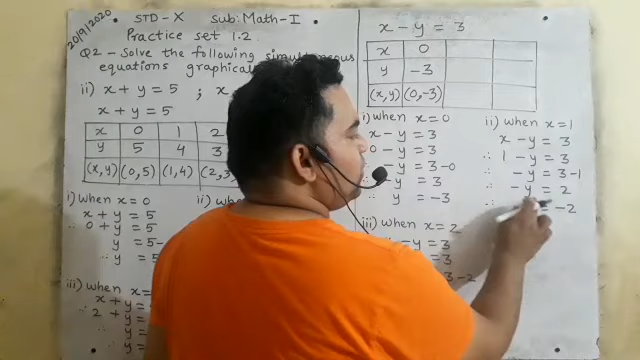 20/9/2020
STD-X Sub: Math-I
Practice set 1.2
Q2 - Solve the following simultaneous
equations graphical
ii) x + y = 5 ; x
x + y = 5
x 0 1 2
y 5 4 3
(x,y) (0,5) (1,4) (2,3
i) when x=0
x + y = 5
∴ 0 + y = 5
y = 5-
∴ y = 5
ii) wh
iii) when x=
x + y =
∴ 2 + y =
∴ y =
∴ y =
x - y = 3
x 0
y -3
(x,y) (0,-3)
i) when x=0
x - y = 3
0 - y = 3
- y = 3-0
- y = 3
∴ y = -3
ii) when x=1
x - y = 3
∴ 1 - y = 3
∴ - y = 3-1
∴ - y = 2
∴ -2
iii) when x=2
- y = 3
= 3
3-2